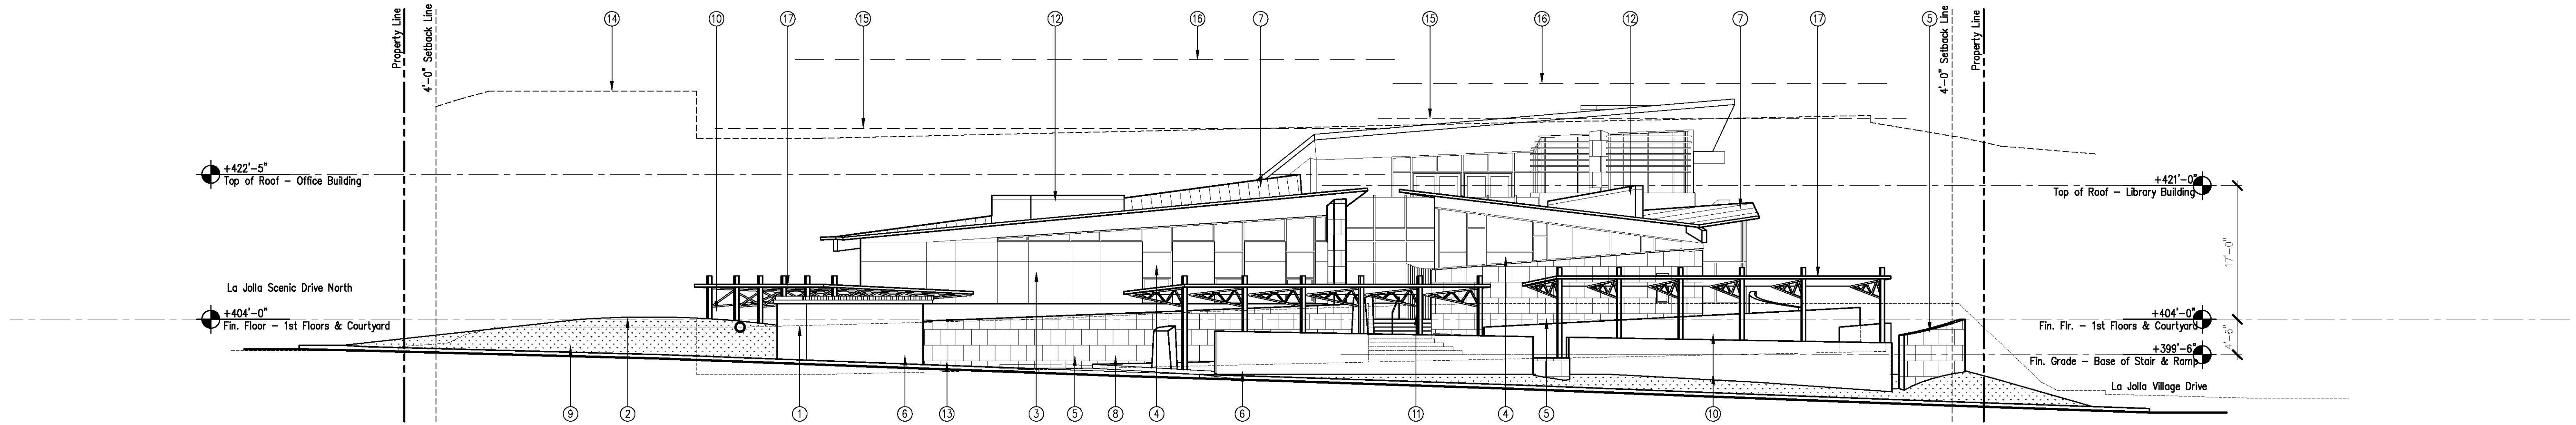 14 10 17 15 12 16 7 15 16 12 7 17 5
Property Line
4'-0" Setback Line
4'-0" Setback Line
Property Line
+422'-5"
Top of Roof – Office Building
+421'-0"
Top of Roof – Library Building
17'-0"
La Jolla Scenic Drive North
+404'-0"
Fin. Floor – 1st Floors & Courtyard
+404'-0"
Fin. Flr. – 1st Floors & Courtyard
4'-6"
+399'-6"
Fin. Grade – Base of Stair & Ramp
La Jolla Village Drive
9 2 1 6 13 3 5 8 4 6 11 4 5 10